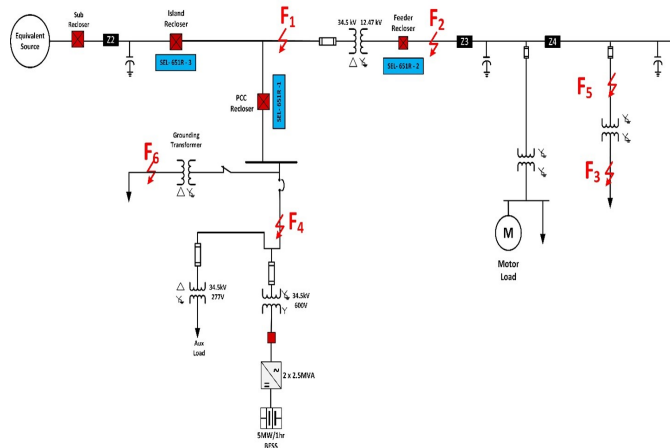 Equivalent
Source
Sub
Recloser
Z2
Island
Recloser
SEL-651R - 3
F1
34.5 kV
12.47 kV
Feeder
Recloser
SEL- 651R - 2
F2
Z3
Z4
F5
F3
PCC
Recloser
SEL- 651R - 1
Grounding
Transformer
F6
F4
34.5kV
277V
Aux
Load
34.5kV
600V
Y
2 x 2.5MVA
5MW/1hr
BESS
M
Motor
Load